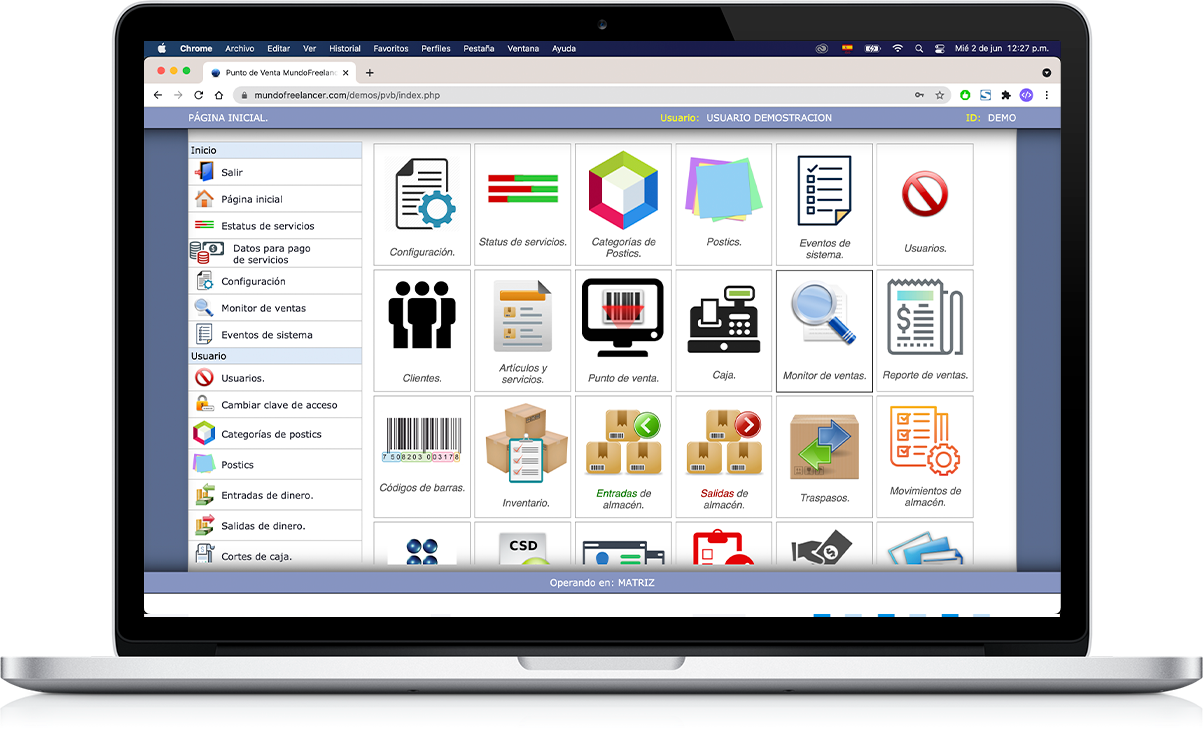 Chrome Archivo Editar Ver Historial Favoritos Perfiles Pestaña Ventana Ayuda
Mié 2 de jun 12:27 p.m.
Punto de Venta MundoFreelanc
mundofreelancer.com/demos/pvb/index.php
PÁGINA INICIAL.
Usuario: USUARIO DEMOSTRACION
ID: DEMO
Inicio
Salir
Página inicial
Estatus de servicios
Datos para pago
de servicios
Configuración
Monitor de ventas
Eventos de sistema
Usuario
Usuarios.
Cambiar clave de acceso
Categorías de postics
Postics
Entradas de dinero.
Salidas de dinero.
Cortes de caja.
Configuración.
Status de servicios.
Categorías de
Postics.
Postics.
Eventos de
sistema.
Usuarios.
Clientes.
Artículos y
servicios.
Punto de venta.
Caja.
Monitor de ventas.
Reporte de ventas.
7 508203 003178
Códigos de barras.
Inventario.
Entradas de
almacén.
Salidas de
almacén.
Traspasos.
Movimientos de
almacén.
CSD
Operando en: MATRIZ